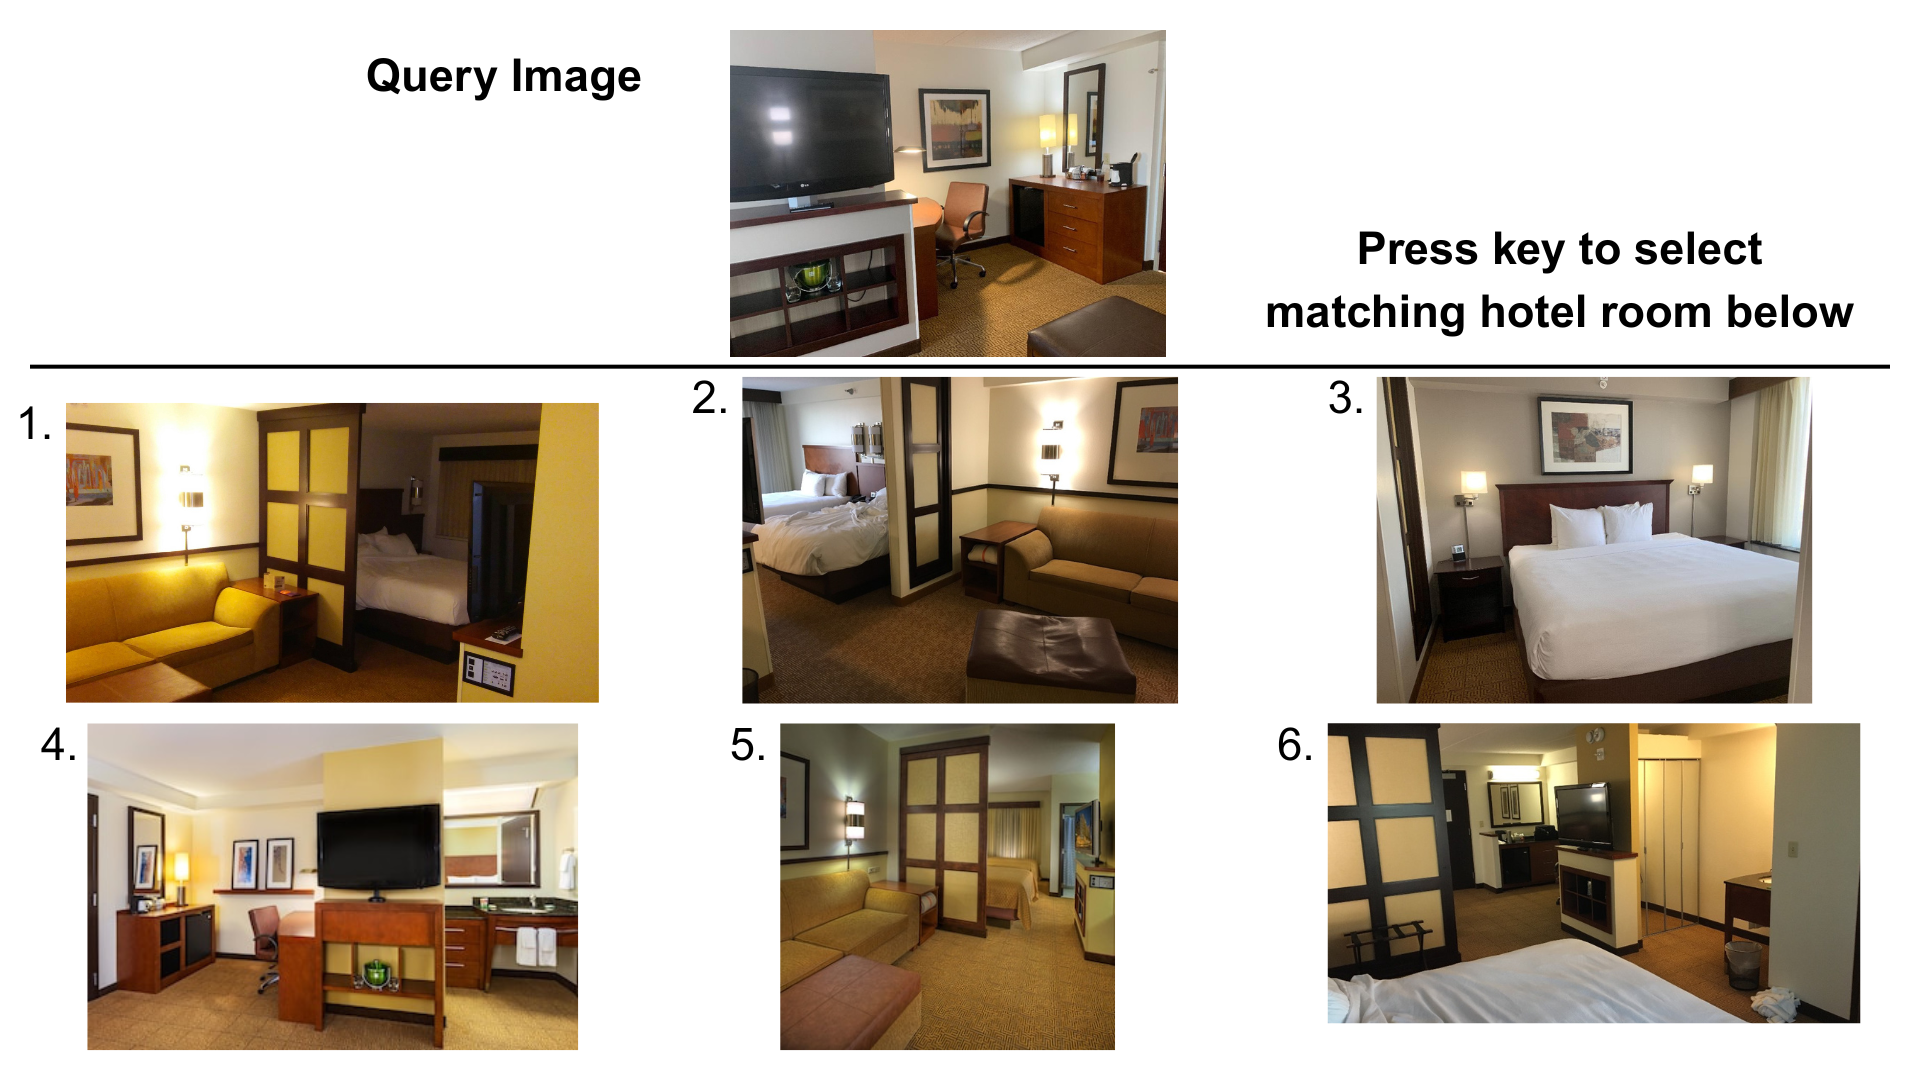 Query Image
Press key to select
matching hotel room below
1.
2.
3.
4.
5.
6.